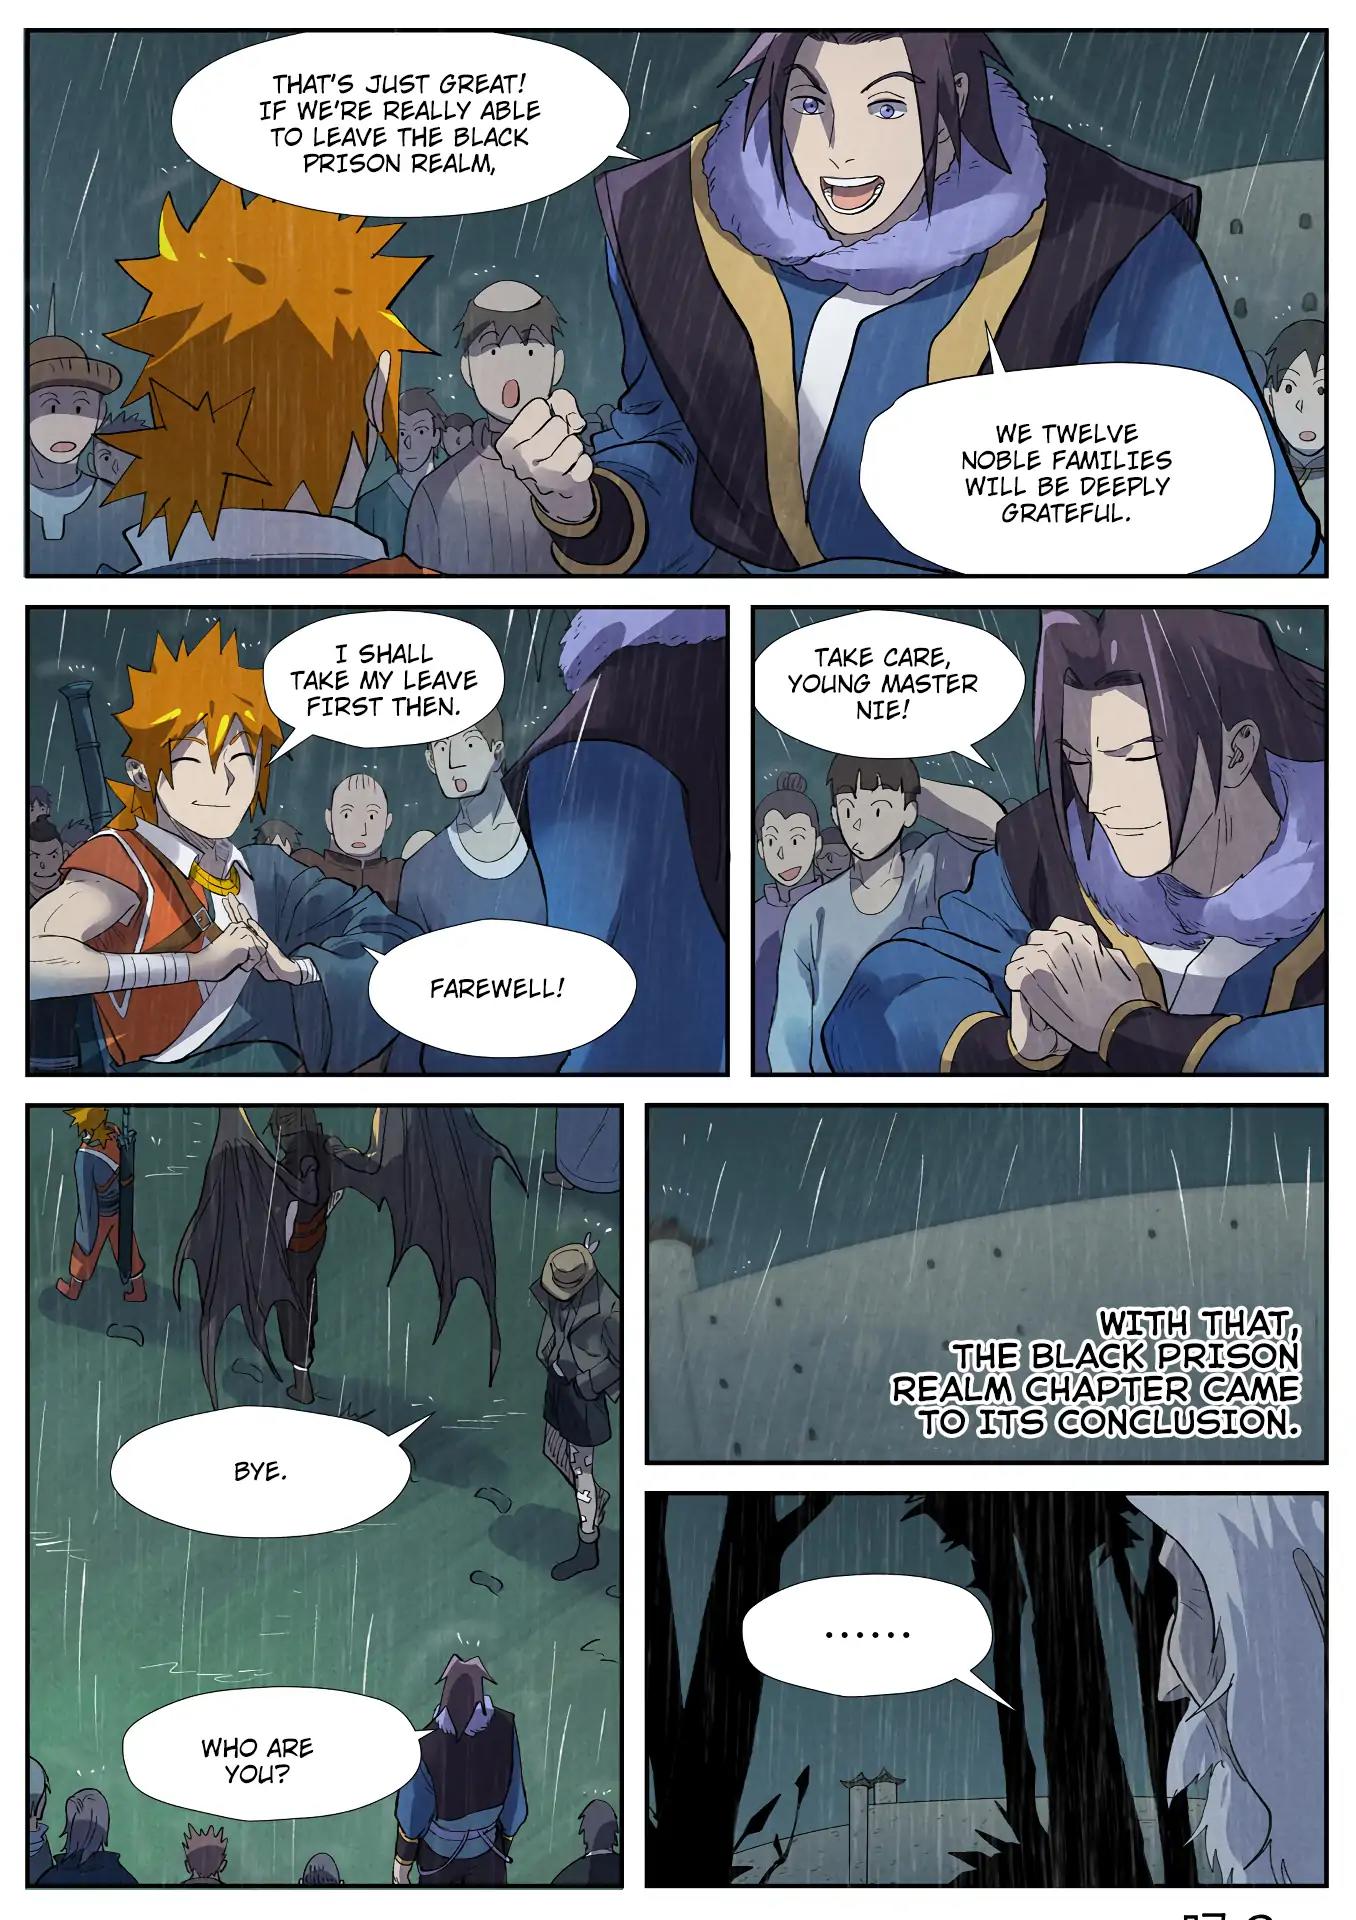 THAT'S JUST GREAT!
IF WE'RE REALLY ABLE
TO LEAVE THE BLACK
PRISON REALM,
WE TWELVE
NOBLE FAMILIES
WILL BE DEEPLY
GRATEFUL.
I SHALL
TAKE MY LEAVE
FIRST THEN.
FAREWELL!
TAKE CARE,
YOUNG MASTER
NIE!
BYE.
WHO ARE
YOU?
WITH THAT,
THE BLACK PRISON
REALM CHAPTER CAME
TO ITS CONCLUSION.
......